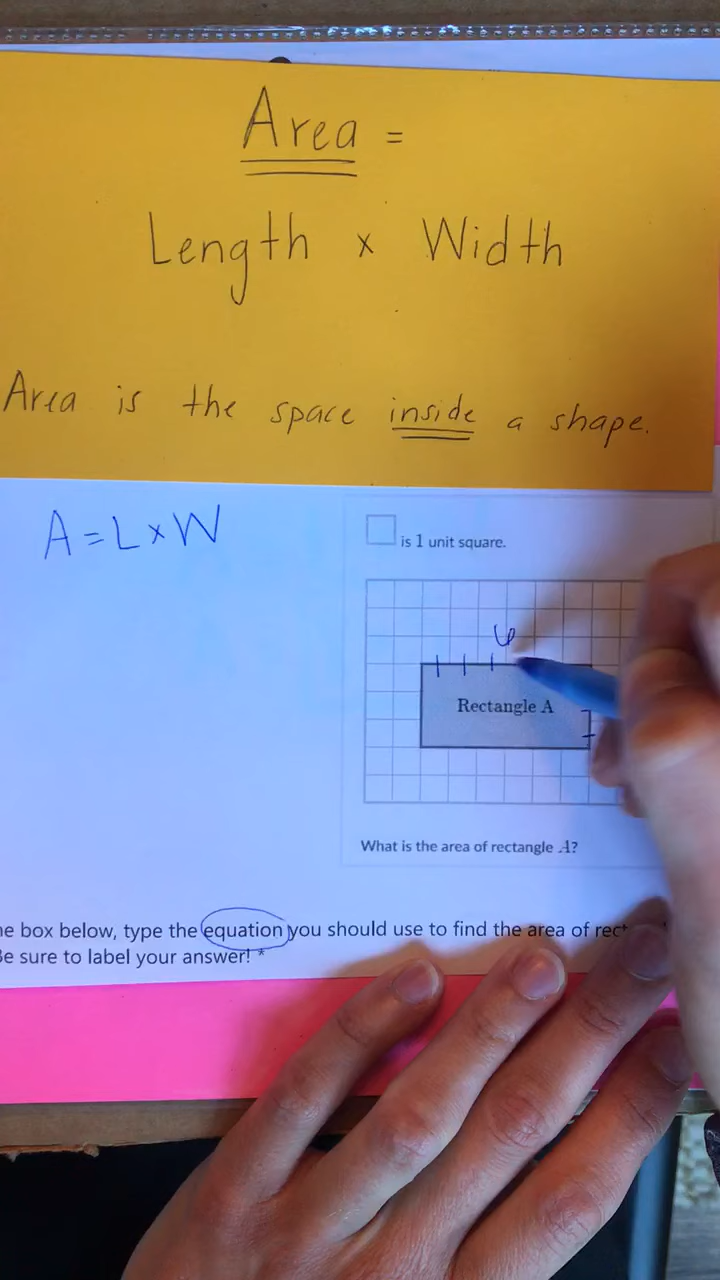 Area =
Length x Width
Area is the space inside a shape.
A = L x W
is 1 unit square.
6
Rectangle A
What is the area of rectangle A?
box below, type the equation you should use to find the area of
sure to label your answer! *